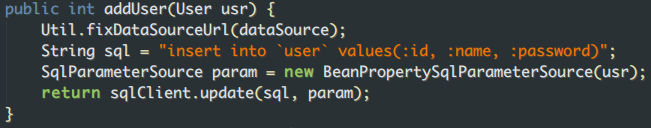 public int addUser(User usr) {
    Util.fixDataSourceUrl(dataSource);
    String sql = "insert into `user` values(:id, :name, :password)";
    SqlParameterSource param = new BeanPropertySqlParameterSource(usr);
    return sqlClient.update(sql, param);
}